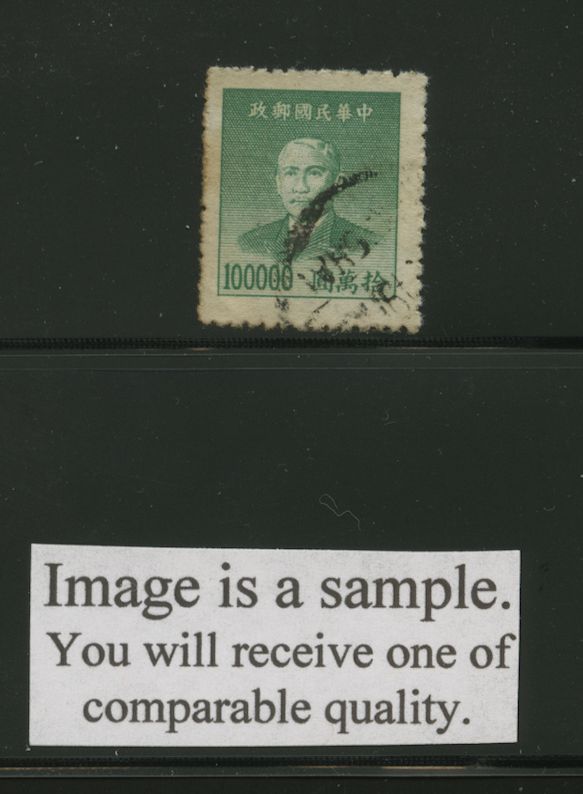 政郵國民華中
100000 圓萬拾
Image is a sample.
You will receive one of
comparable quality.